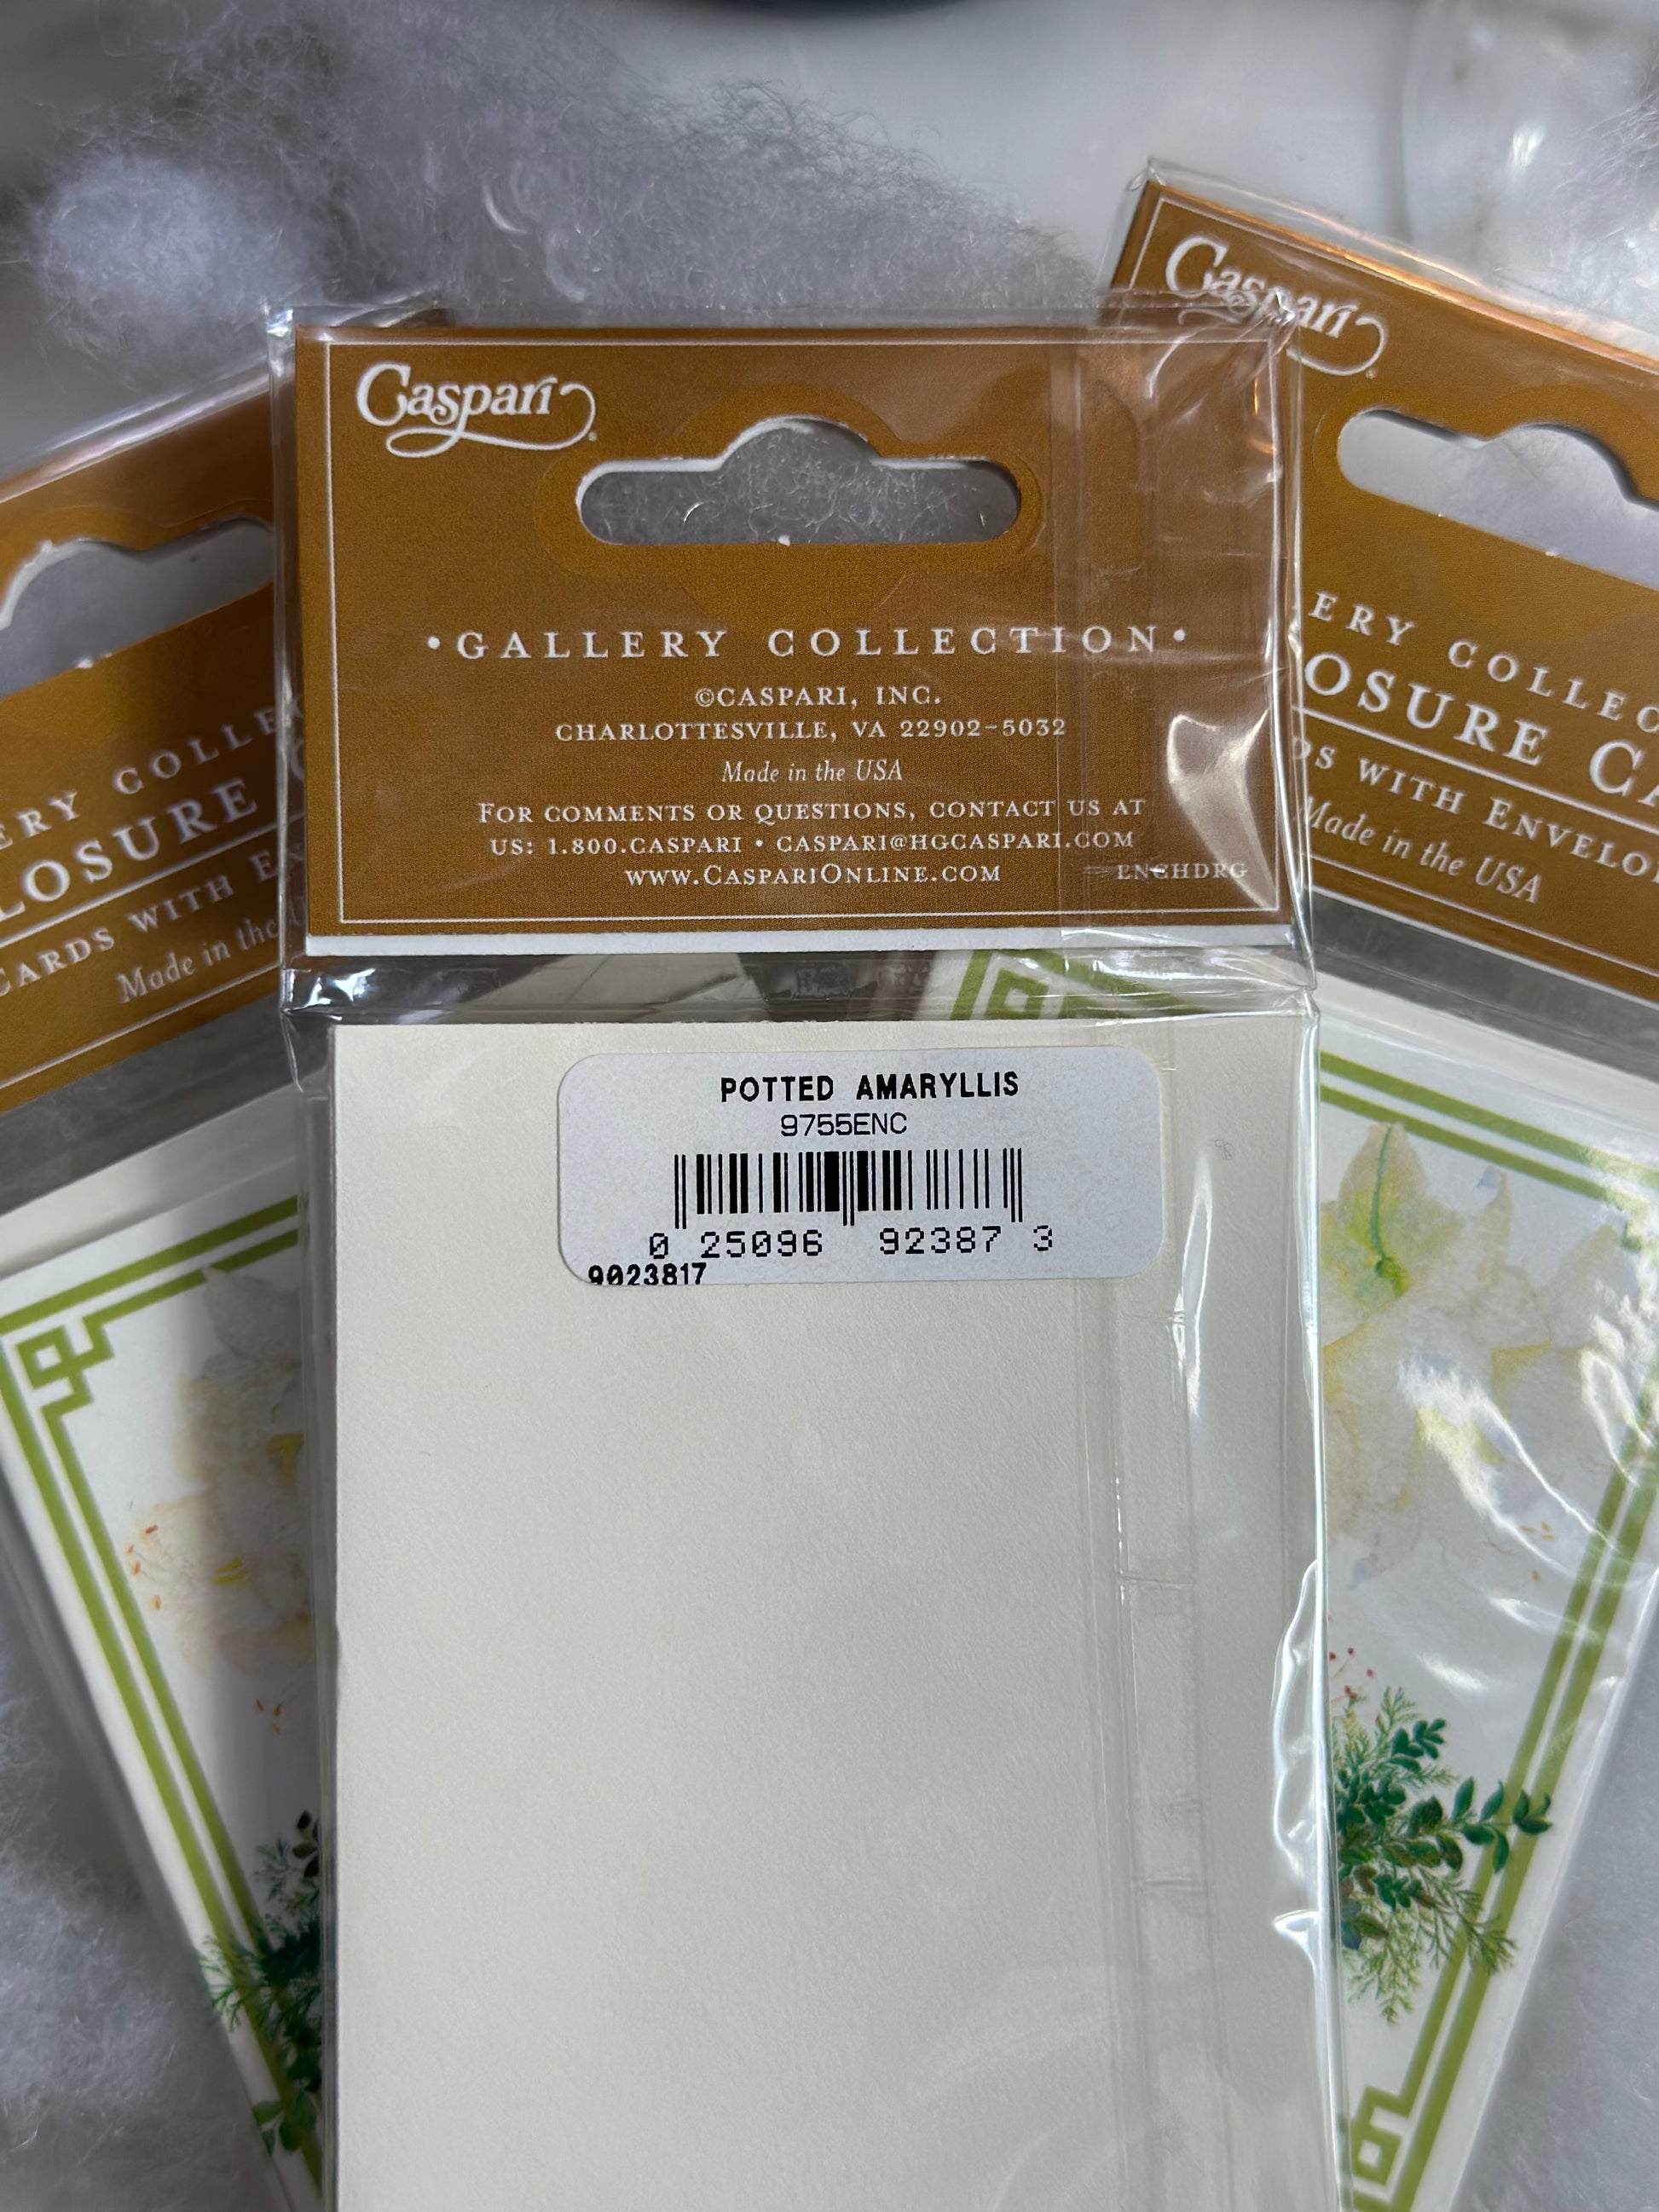 Caspari
·GALLERY COLLECTION·
©CASPARI, INC.
CHARLOTTESVILLE, VA 22902-5032
Made in the USA
FOR COMMENTS OR QUESTIONS, CONTACT US AT
US: 1.800.CASPARI • CASPARI@HGCASPARI.COM
WWW.CASPARIONLINE.COM
ENCHDRG
POTTED AMARYLLIS
9755ENC
0 25096 92387 3
9023817
ERY COLLE
LOSURE
CARDS WITH EN
Made in the
Caspari
ERY COLLEC
OSURE CA
DS WITH ENVELO
Made in the USA